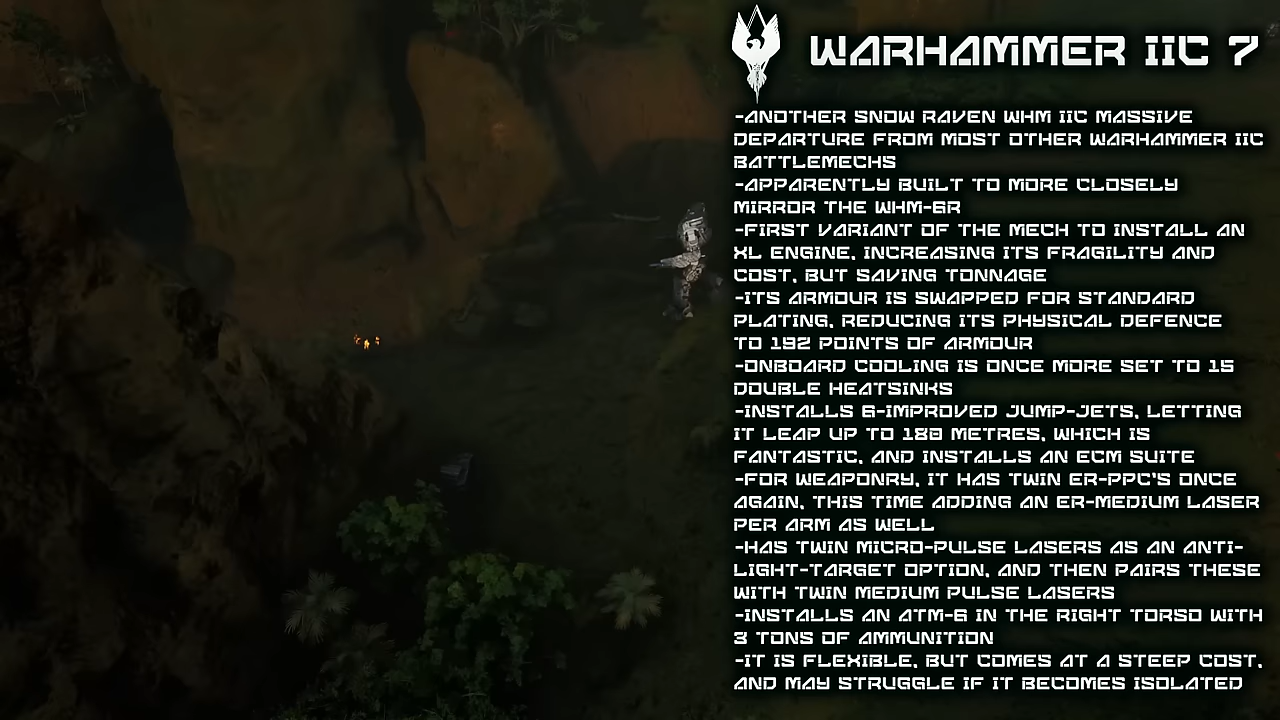 WARHAMMER IIC 7
-ANOTHER SNOW RAVEN WHM IIC MASSIVE
DEPARTURE FROM MOST OTHER WARHAMMER IIC
BATTLEMECHS
-APPARENTLY BUILT TO MORE CLOSELY
MIRROR THE WHM-6R
-FIRST VARIANT OF THE MECH TO INSTALL AN
XL ENGINE, INCREASING ITS FRAGILITY AND
COST, BUT SAVING TONNAGE
-ITS ARMOUR IS SWAPPED FOR STANDARD
PLATING, REDUCING ITS PHYSICAL DEFENCE
TO 192 POINTS OF ARMOUR
-ONBOARD COOLING IS ONCE MORE SET TO 15
DOUBLE HEATSINKS
-INSTALLS 6-IMPROVED JUMP-JETS, LETTING
IT LEAP UP TO 180 METRES, WHICH IS
FANTASTIC, AND INSTALLS AN ECM SUITE
-FOR WEAPONRY, IT HAS TWIN ER-PPC'S ONCE
AGAIN, THIS TIME ADDING AN ER-MEDIUM LASER
PER ARM AS WELL
-HAS TWIN MICRO-PULSE LASERS AS AN ANTI-
LIGHT-TARGET OPTION, AND THEN PAIRS THESE
WITH TWIN MEDIUM PULSE LASERS
-INSTALLS AN ATM-6 IN THE RIGHT TORSO WITH
3 TONS OF AMMUNITION
-IT IS FLEXIBLE, BUT COMES AT A STEEP COST,
AND MAY STRUGGLE IF IT BECOMES ISOLATED